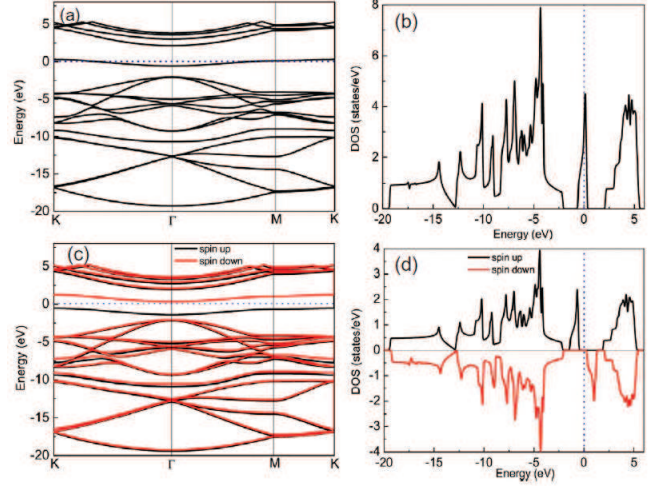 (a)
5
0
-5
-10
-15
-20
Energy (eV)
K
Γ
M
K
(b)
8
6
4
2
0
DOS (states/eV)
-20
-15
-10
-5
0
5
Energy (eV)
(c)
spin up
spin down
5
0
-5
-10
-15
-20
Energy (eV)
K
Γ
M
K
(d)
spin up
spin down
4
3
2
1
0
-1
-2
-3
-4
DOS (states/eV)
-20
-15
-10
-5
0
5
Energy (eV)